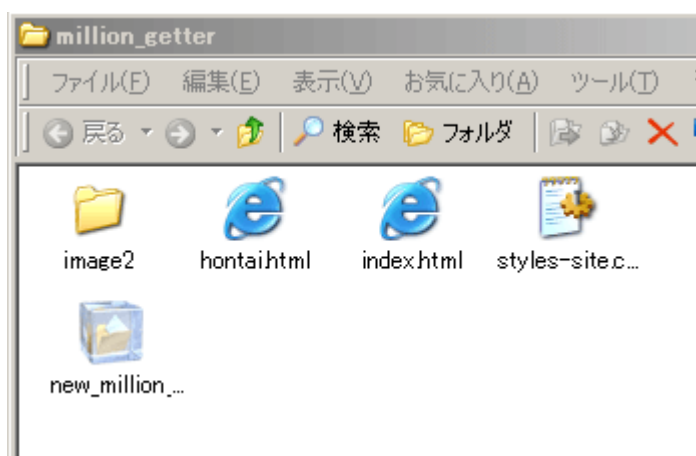 million_getter
ファイル(F) 編集(E) 表示(V) お気に入り(A) ツール(T)
戻る 検索 フォルダ
image2 hontai.html index.html styles-site.c...
new_million_...